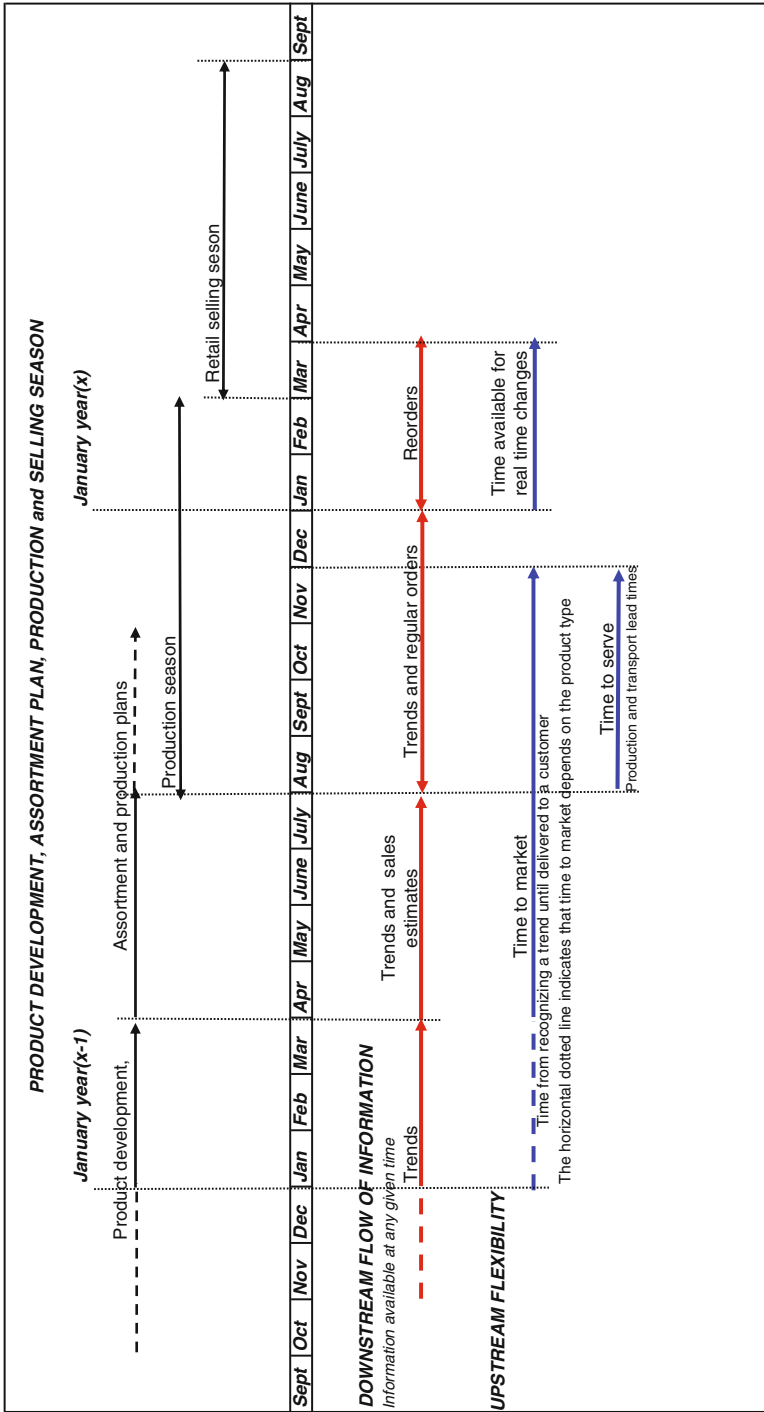 PRODUCT DEVELOPMENT, ASSORTMENT PLAN, PRODUCTION and SELLING SEASON
January year(x-1)
January year(x)
Product development,
Assortment and production plans
Production season
Retail selling seson
Sept Oct Nov Dec Jan Feb Mar Apr May June July Aug Sept Oct Nov Dec Jan Feb Mar Apr May June July Aug Sept
DOWNSTREAM FLOW OF INFORMATION
Information available at any given time
Trends
Trends and sales
estimates
Trends and regular orders
Reorders
UPSTREAM FLEXIBILITY
Time to market
Time from recognizing a trend until delivered to a customer
The horizontal dotted line indicates that time to market depends on the product type
Time available for
real time changes
Time to serve
Production and transport lead times